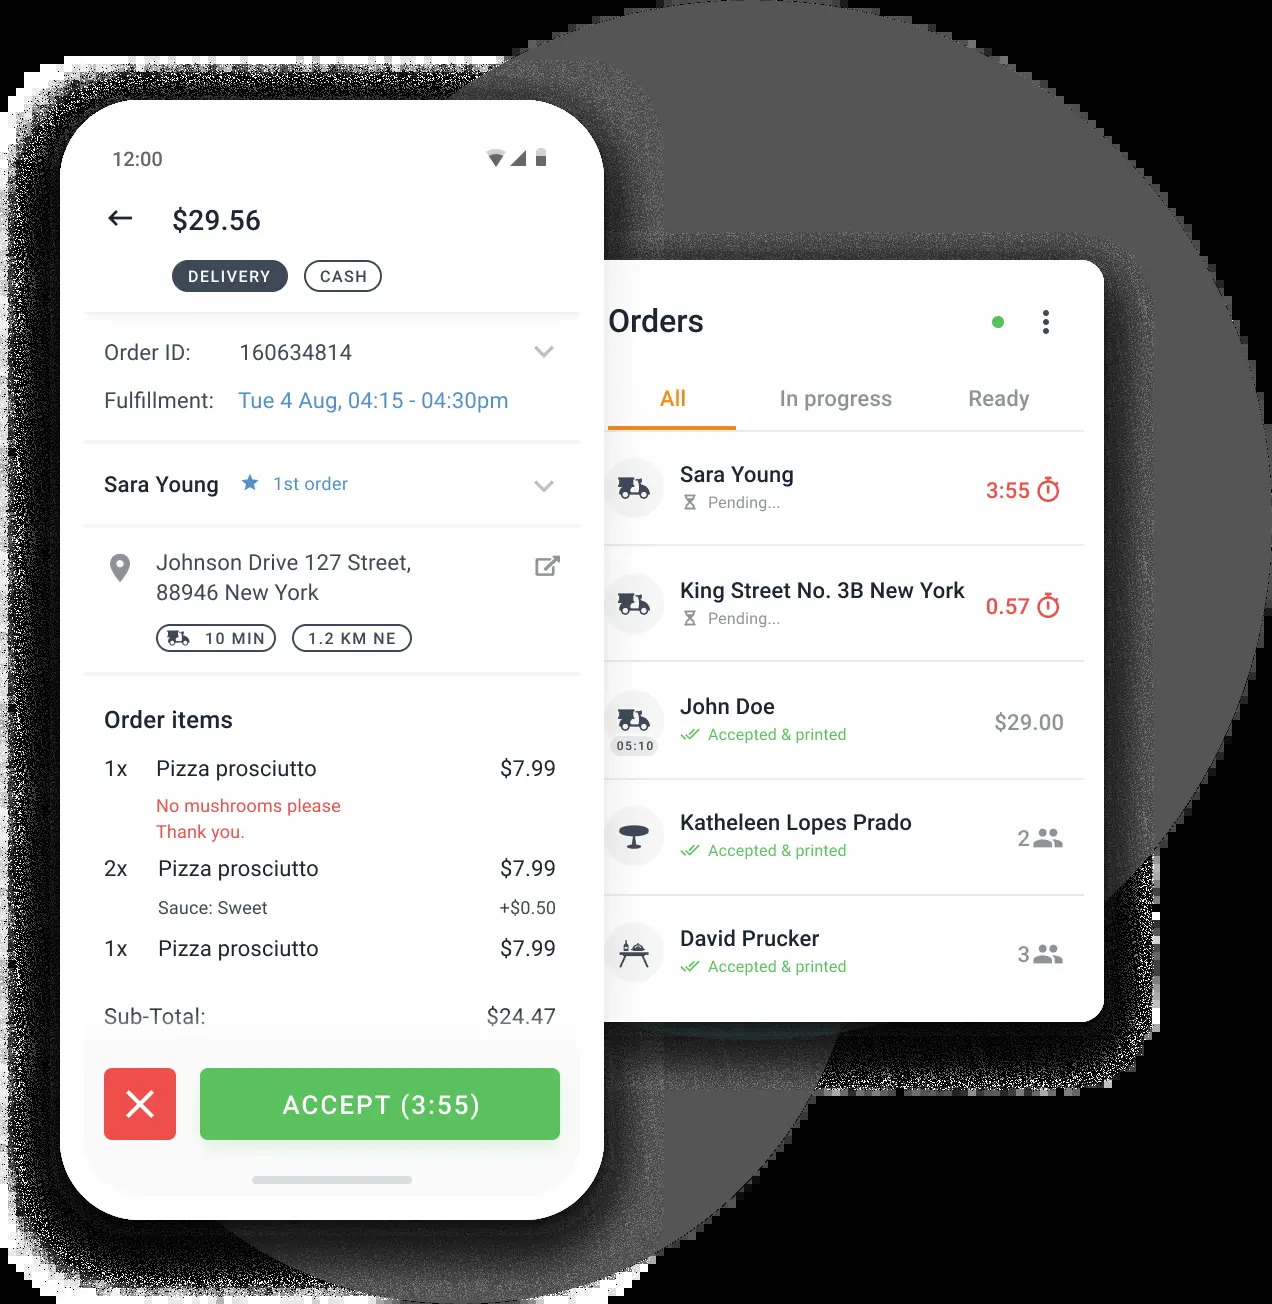 12:00
$29.56
DELIVERY CASH
Order ID: 160634814
Fulfillment: Tue 4 Aug, 04:15 - 04:30pm
Sara Young 1st order
Johnson Drive 127 Street,
88946 New York
10 MIN 1.2 KM NE
Order items
1x Pizza prosciutto $7.99
No mushrooms please
Thank you.
2x Pizza prosciutto $7.99
Sauce: Sweet +$0.50
1x Pizza prosciutto $7.99
Sub-Total: $24.47
ACCEPT (3:55)
Orders
All In progress Ready
Sara Young
Pending...
3:55
King Street No. 3B New York
Pending...
0.57
John Doe
Accepted & printed
05:10
$29.00
Katheleen Lopes Prado
Accepted & printed
2
David Prucker
Accepted & printed
3